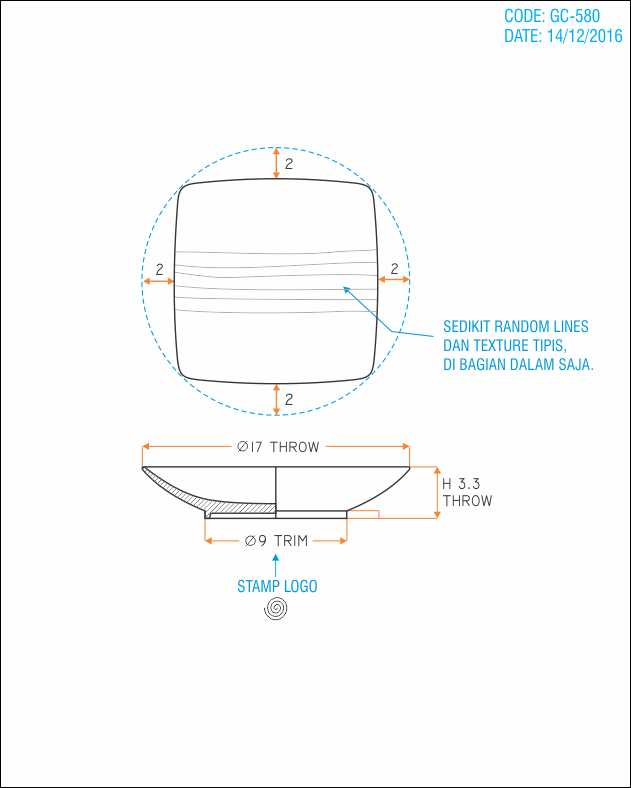 CODE: GC-580
DATE: 14/12/2016
2
2
2
SEDIKIT RANDOM LINES
DAN TEXTURE TIPIS,
DI BAGIAN DALAM SAJA.
2
Ø17 THROW
H 3.3
THROW
Ø9 TRIM
STAMP LOGO